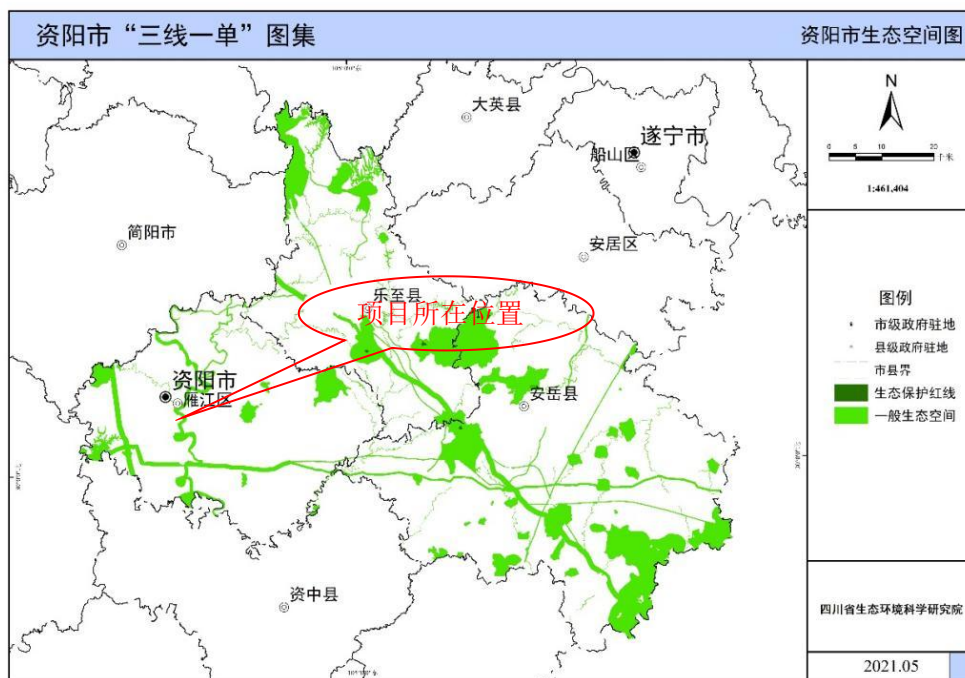 资阳市“三线一单”图集
资阳市生态空间图
大英县
遂宁市
船山区
N
0 5 10 20
千米
1:461,404
简阳市
安居区
乐至县
项目所在位置
图例
市级政府驻地
县级政府驻地
市县界
生态保护红线
一般生态空间
资阳市
雁江区
安岳县
资中县
四川省生态环境科学研究院
2021.05